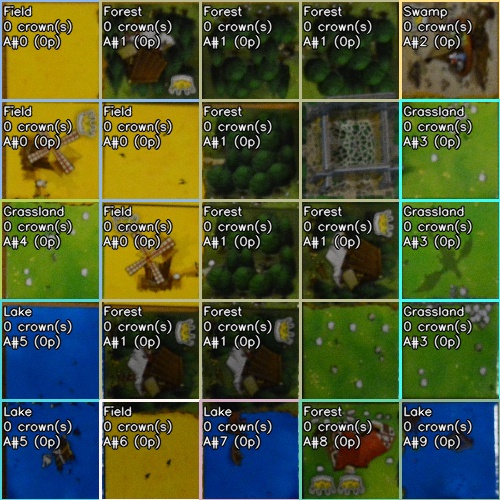 Field
0 crown(s)
A#0 (0p)
Forest
0 crown(s)
A#1 (0p)
Forest
0 crown(s)
A#1 (0p)
Forest
0 crown(s)
A#1 (0p)
Swamp
0 crown(s)
A#2 (0p)
Field
0 crown(s)
A#0 (0p)
Field
0 crown(s)
A#0 (0p)
Forest
0 crown(s)
A#1 (0p)
Grassland
0 crown(s)
A#3 (0p)
Grassland
0 crown(s)
A#4 (0p)
Field
0 crown(s)
A#0 (0p)
Forest
0 crown(s)
A#1 (0p)
Forest
0 crown(s)
A#1 (0p)
Grassland
0 crown(s)
A#3 (0p)
Lake
0 crown(s)
A#5 (0p)
Forest
0 crown(s)
A#1 (0p)
Forest
0 crown(s)
A#1 (0p)
Grassland
0 crown(s)
A#3 (0p)
Lake
0 crown(s)
A#5 (0p)
Field
0 crown(s)
A#6 (0p)
Lake
0 crown(s)
A#7 (0p)
Forest
0 crown(s)
A#8 (0p)
Lake
0 crown(s)
A#9 (0p)